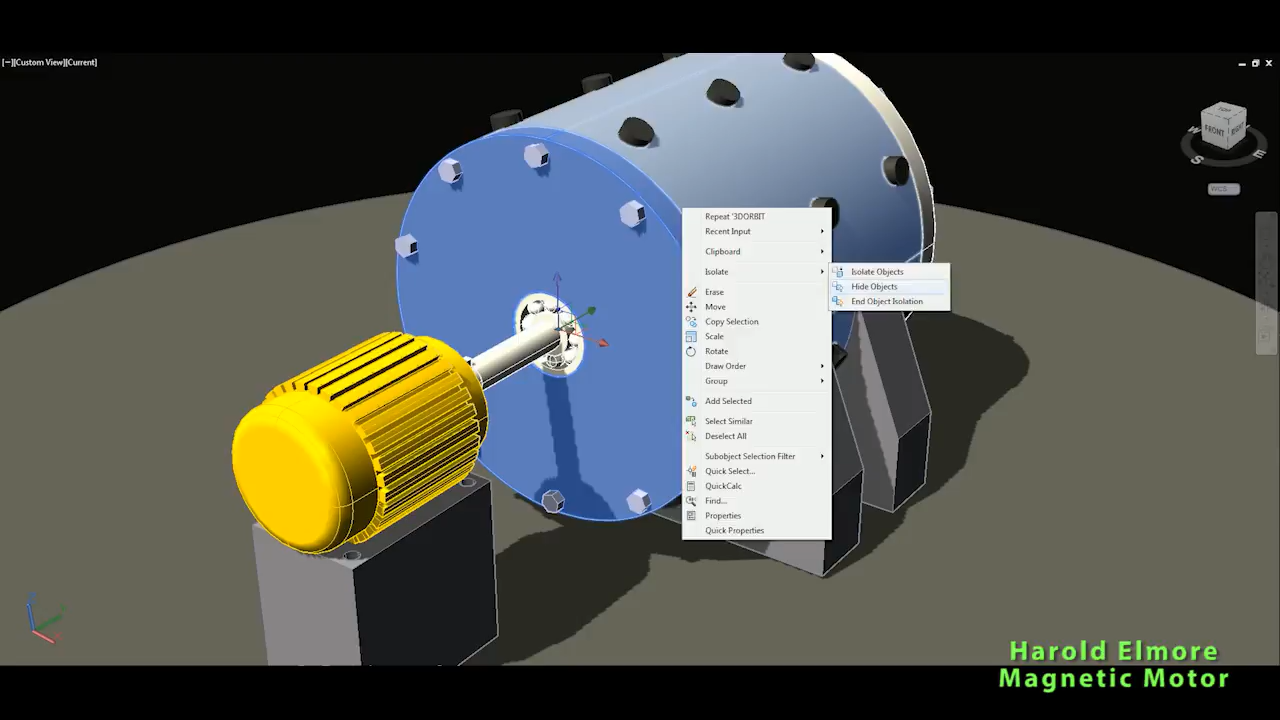 [−][Custom View][Current]
TOP
FRONT
RIGHT
W
S
E
WCS
Repeat '3DORBIT
Recent Input
Clipboard
Isolate
Isolate Objects
Hide Objects
End Object Isolation
Erase
Move
Copy Selection
Scale
Rotate
Draw Order
Group
Add Selected
Select Similar
Deselect All
Subobject Selection Filter
Quick Select...
QuickCalc
Find...
Properties
Quick Properties
Harold Elmore
Magnetic Motor